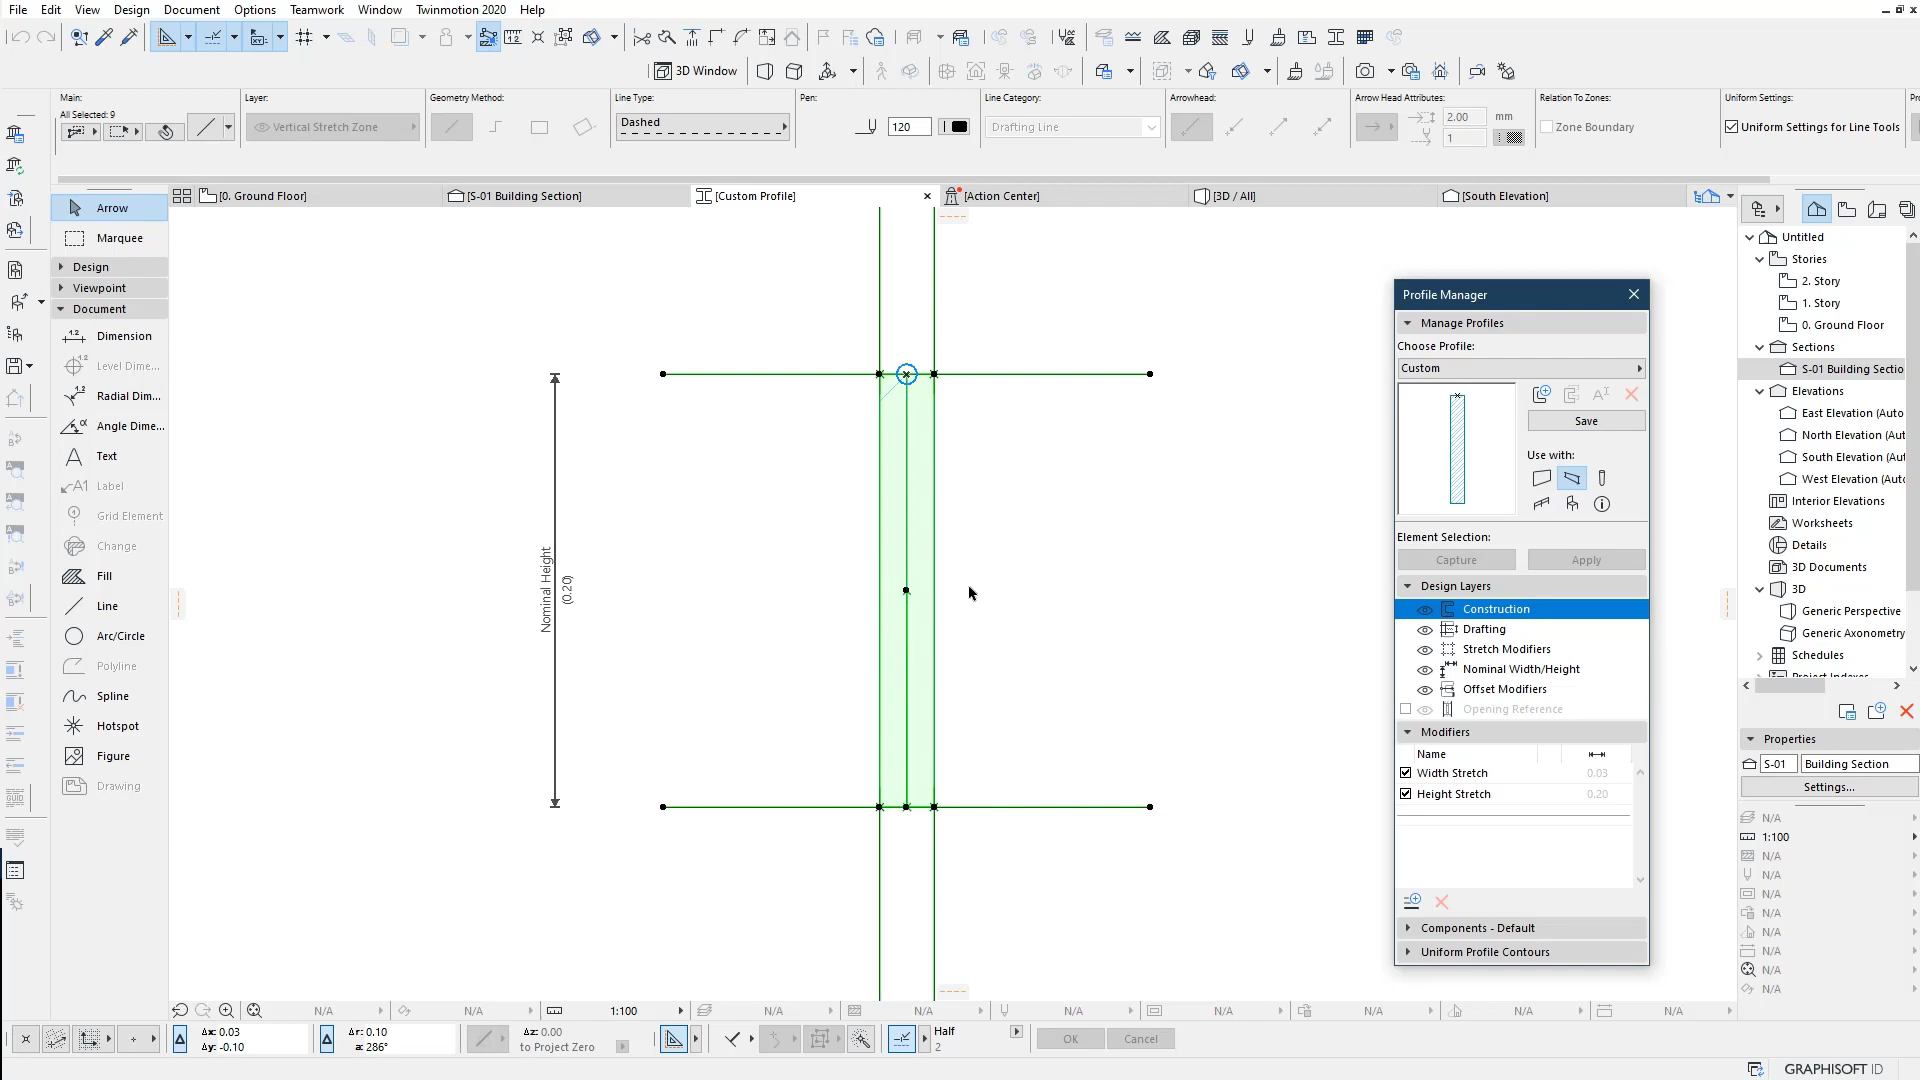 File Edit View Design Document Options Teamwork Window Twinmotion 2020 Help
3D Window
Main:
All Selected: 9
Layer:
Vertical Stretch Zone
Geometry Method:
Line Type:
Dashed
Pen:
120
Line Category:
Drafting Line
Arrowhead:
Arrow Head Attributes:
2.00 mm
1
Relation To Zones:
Zone Boundary
Uniform Settings:
Uniform Settings for Line Tools
[0. Ground Floor]
[S-01 Building Section]
[Custom Profile]
[Action Center]
[3D / All]
[South Elevation]
Arrow
Marquee
Design
Viewpoint
Document
Dimension
Level Dime...
Radial Dim...
Angle Dime...
Text
Label
Grid Element
Change
Fill
Line
Arc/Circle
Polyline
Spline
Hotspot
Figure
Drawing
Nominal Height
(0.20)
Profile Manager
Manage Profiles
Choose Profile:
Custom
Save
Use with:
Element Selection:
Capture
Apply
Design Layers
Construction
Drafting
Stretch Modifiers
Nominal Width/Height
Offset Modifiers
Opening Reference
Modifiers
Name
Width Stretch 0.03
Height Stretch 0.20
Components - Default
Uniform Profile Contours
Untitled
Stories
2. Story
1. Story
0. Ground Floor
Sections
S-01 Building Sectio
Elevations
East Elevation (Auto
North Elevation (Aut
South Elevation (Aut
West Elevation (Auto
Interior Elevations
Worksheets
Details
3D Documents
3D
Generic Perspective
Generic Axonometry
Schedules
Properties
S-01 Building Section
Settings...
N/A
1:100
N/A
N/A
N/A
N/A
N/A
N/A
N/A
N/A
N/A N/A 1:100 N/A N/A N/A N/A N/A N/A N/A
Δx: 0.03
Δy: -0.10
Δr: 0.10
a: 286°
Δz: 0.00
to Project Zero
Half
2
OK
Cancel
GRAPHISOFT ID